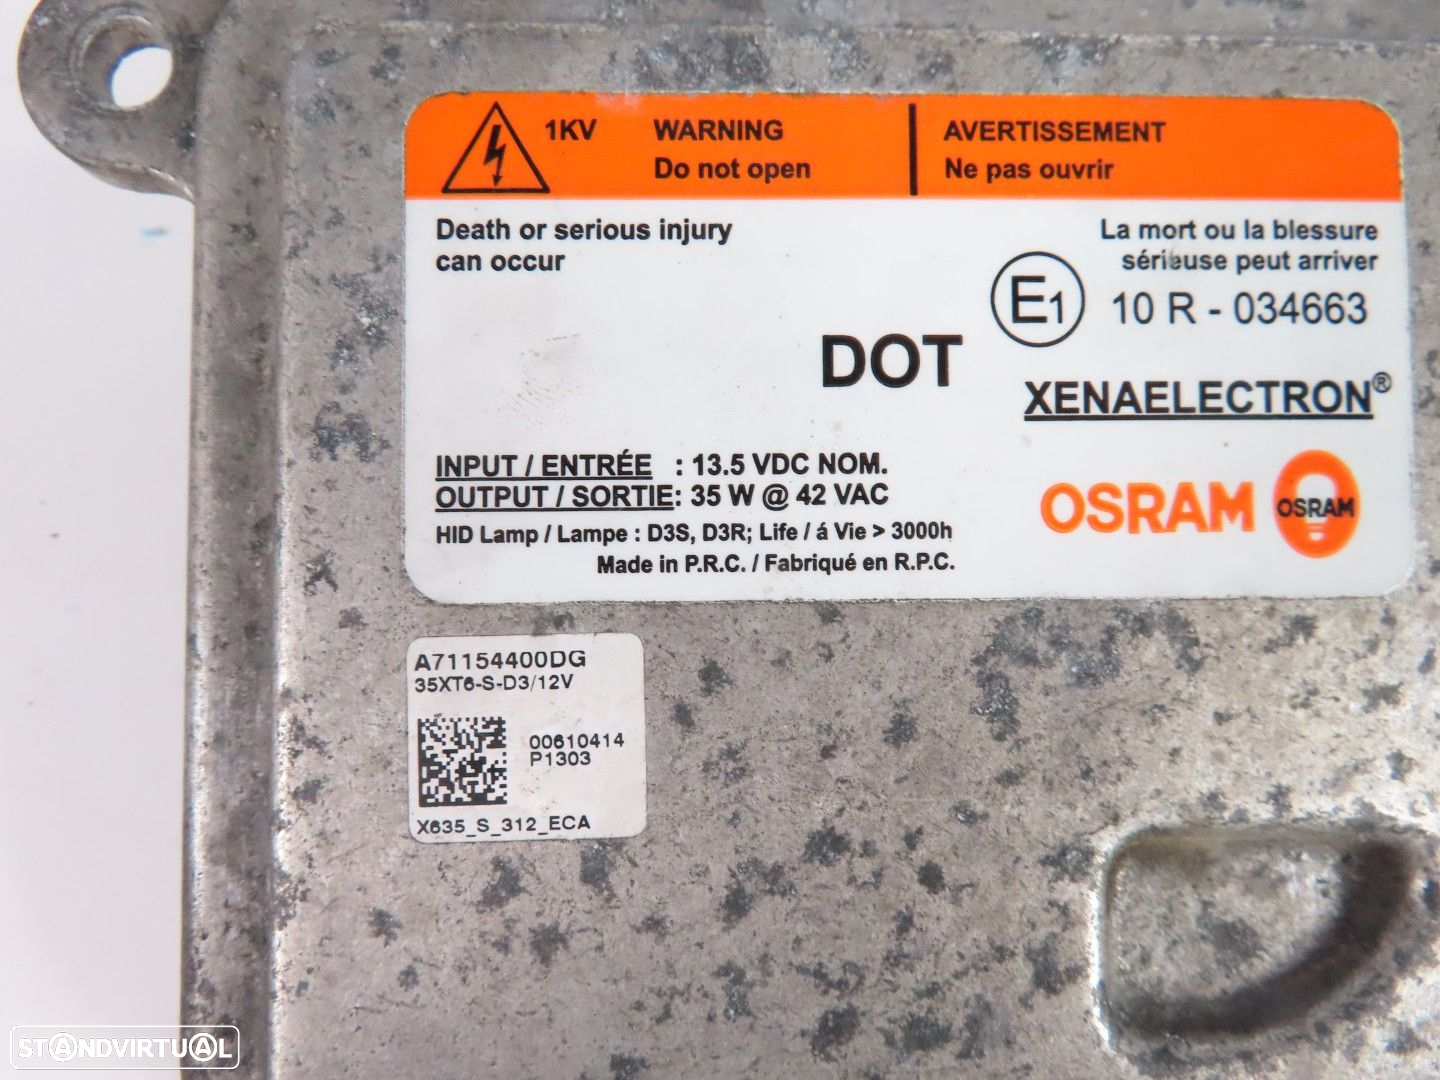 1KV
WARNING
Do not open
AVERTISSEMENT
Ne pas ouvrir
Death or serious injury
can occur
La mort ou la blessure
sérieuse peut arriver
E1
10 R - 034663
DOT
XENAELECTRON®
INPUT / ENTRÉE : 13.5 VDC NOM.
OUTPUT / SORTIE: 35 W @ 42 VAC
HID Lamp / Lampe : D3S, D3R; Life / á Vie > 3000h
Made in P.R.C. / Fabriqué en R.P.C.
OSRAM
OSRAM
A71154400DG
35XT6-S-D3/12V
00610414
P1303
X635_S_312_ECA
STANDVIRTUAL